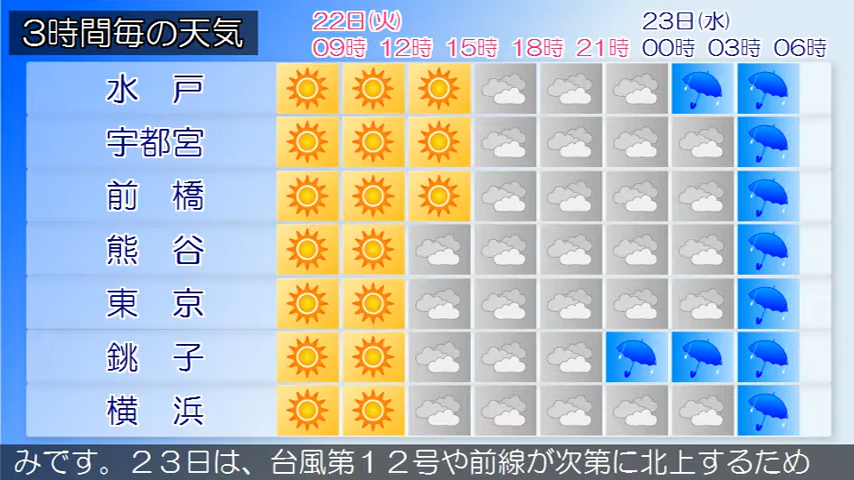 3時間毎の天気
22日(火) 23日(水)
09時 12時 15時 18時 21時 00時 03時 06時
水戸
宇都宮
前橋
熊谷
東京
銚子
横浜
みです。２３日は、台風第１２号や前線が次第に北上するため